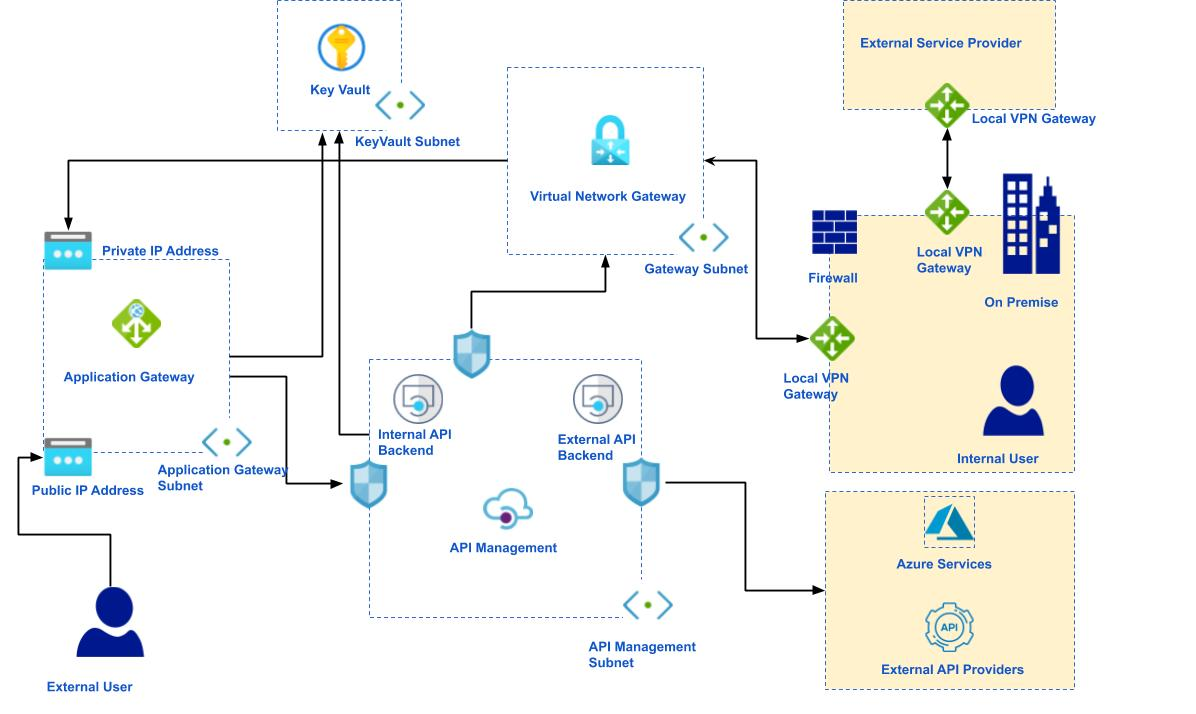 External Service Provider
Key Vault
Local VPN Gateway
KeyVault Subnet
Virtual Network Gateway
Private IP Address
Local VPN
Gateway
Gateway Subnet
Firewall
On Premise
Application Gateway
Local VPN
Gateway
Internal API
Backend
External API
Backend
Internal User
Application Gateway
Subnet
Public IP Address
API Management
Azure Services
API
API Management
Subnet
External API Providers
External User